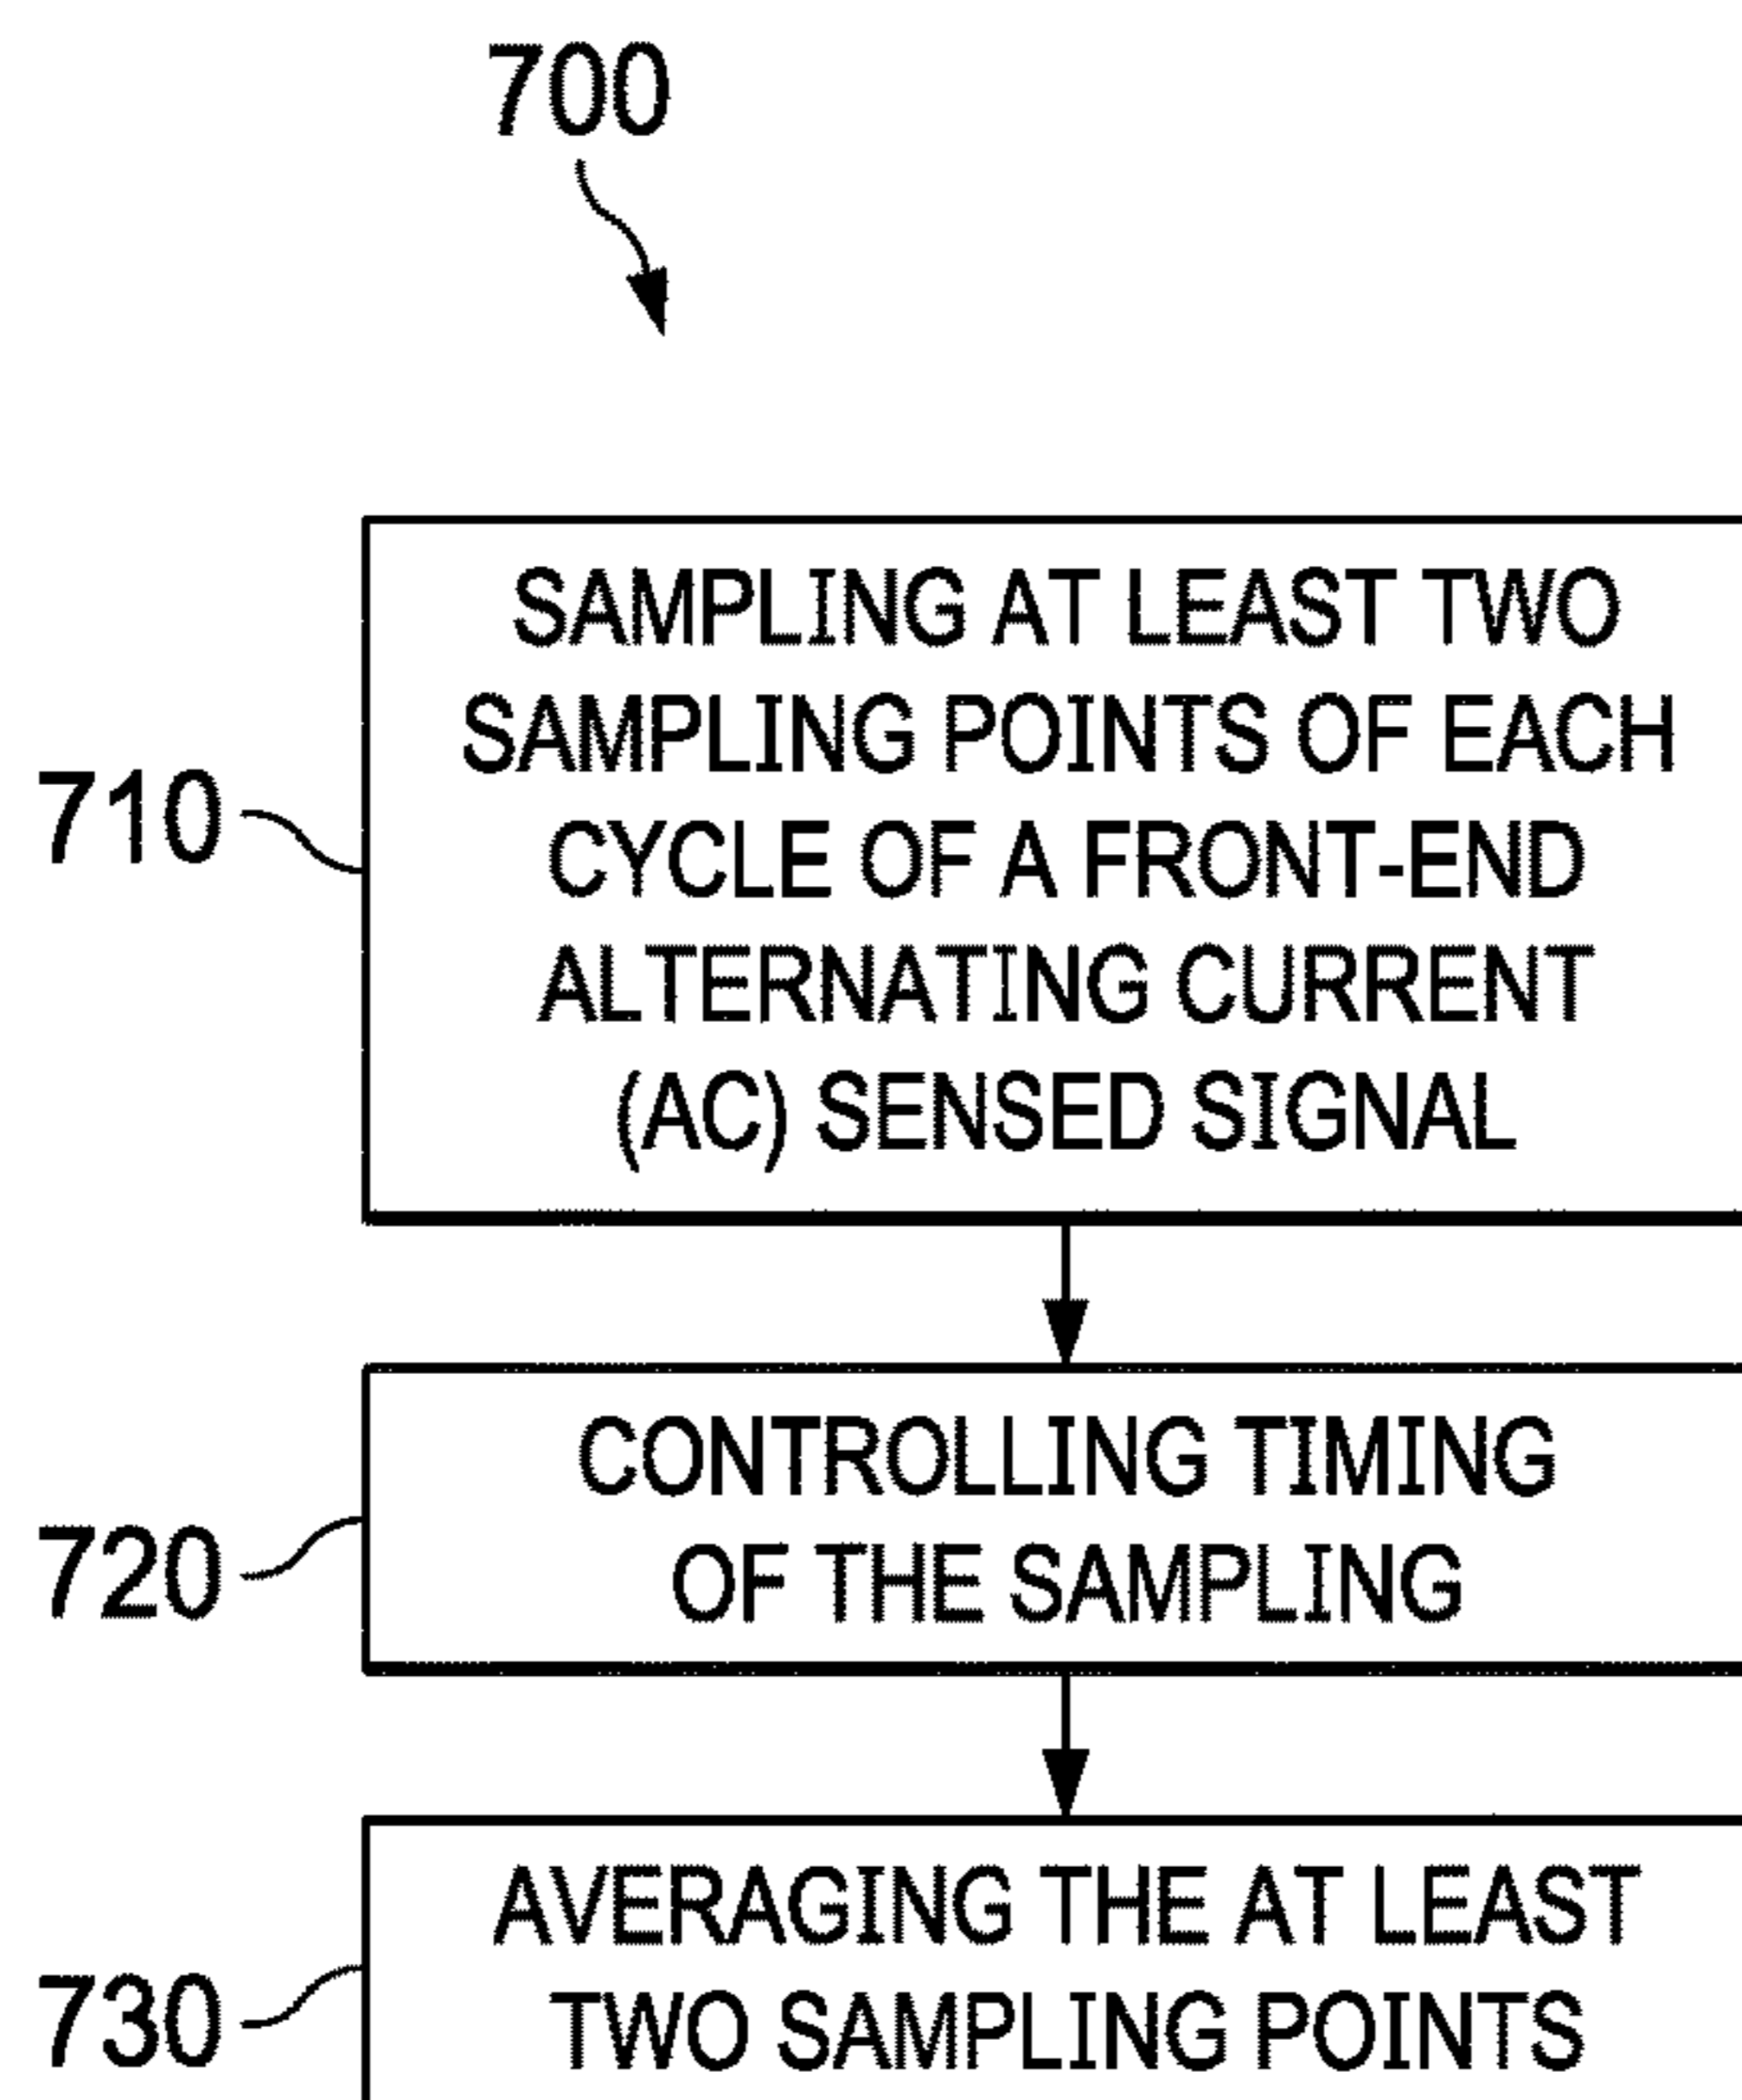 700
710
SAMPLING AT LEAST TWO
SAMPLING POINTS OF EACH
CYCLE OF A FRONT-END
ALTERNATING CURRENT
(AC) SENSED SIGNAL
720
CONTROLLING TIMING
OF THE SAMPLING
730
AVERAGING THE AT LEAST
TWO SAMPLING POINTS